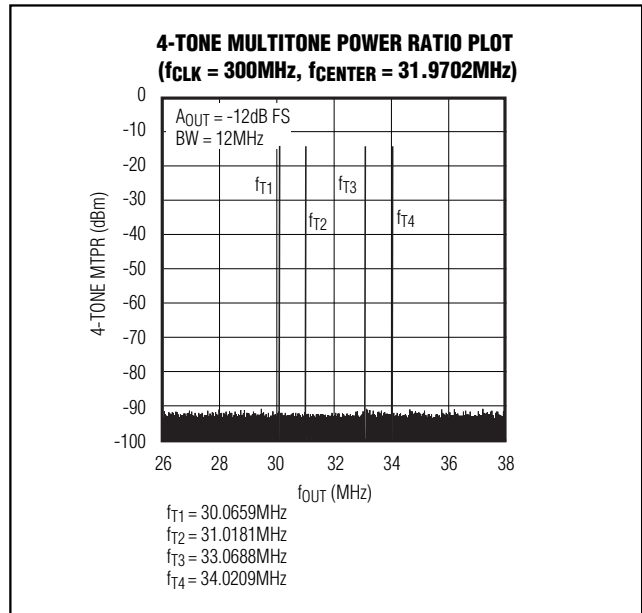 4-TONE MULTITONE POWER RATIO PLOT
(fCLK = 300MHz, fCENTER = 31.9702MHz)
AOUT = -12dB FS
BW = 12MHz
fT1
fT2
fT3
fT4
4-TONE MTPR (dBm)
0
-10
-20
-30
-40
-50
-60
-70
-80
-90
-100
26 28 30 32 34 36 38
fOUT (MHz)
fT1 = 30.0659MHz
fT2 = 31.0181MHz
fT3 = 33.0688MHz
fT4 = 34.0209MHz